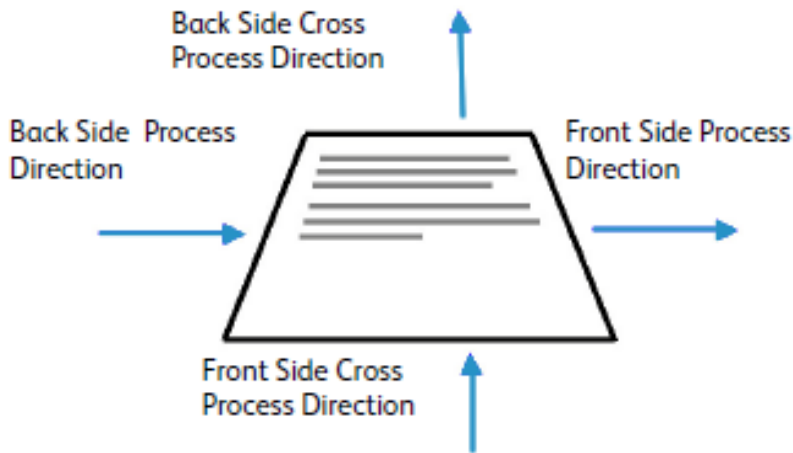 Back Side Cross
Process Direction
Back Side  Process
Direction
Front Side Process
Direction
Front Side Cross
Process Direction